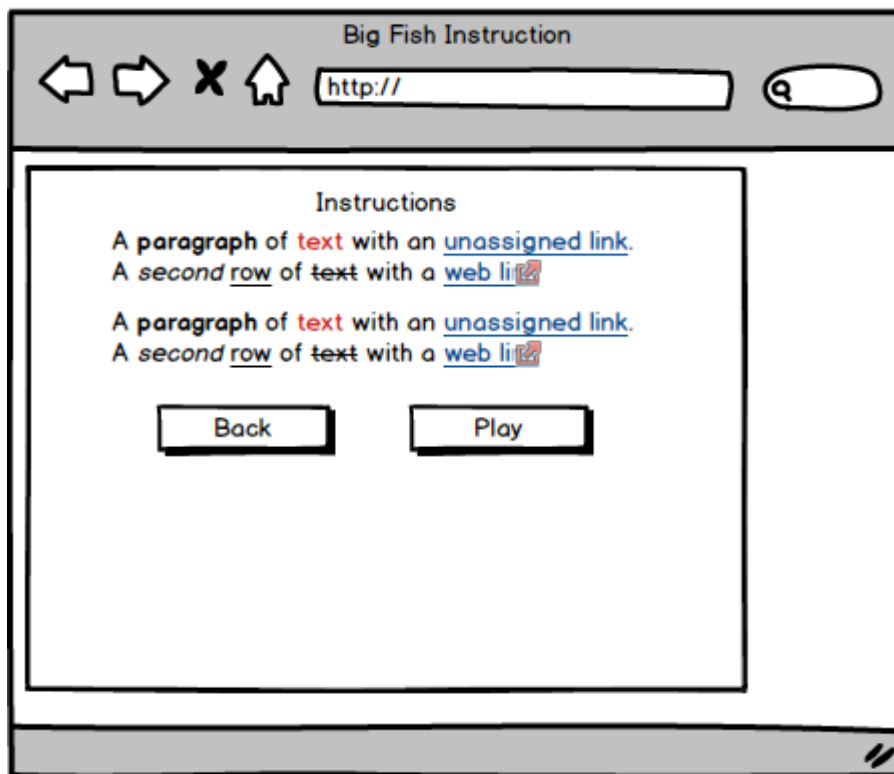 Big Fish Instruction
http://
Instructions
A paragraph of text with an unassigned link.
A second row of text with a web li
A paragraph of text with an unassigned link.
A second row of text with a web li
Back Play